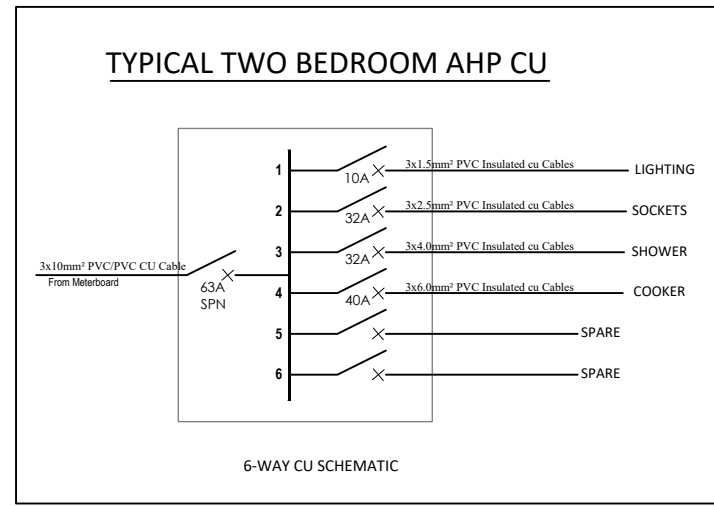 TYPICAL TWO BEDROOM AHP CU
1 10A 3x1.5mm² PVC Insulated cu Cables LIGHTING
2 32A 3x2.5mm² PVC Insulated cu Cables SOCKETS
3 32A 3x4.0mm² PVC Insulated cu Cables SHOWER
3x10mm² PVC/PVC CU Cable
From Meterboard
63A
SPN
4 40A 3x6.0mm² PVC Insulated cu Cables COOKER
5 SPARE
6 SPARE
6-WAY CU SCHEMATIC